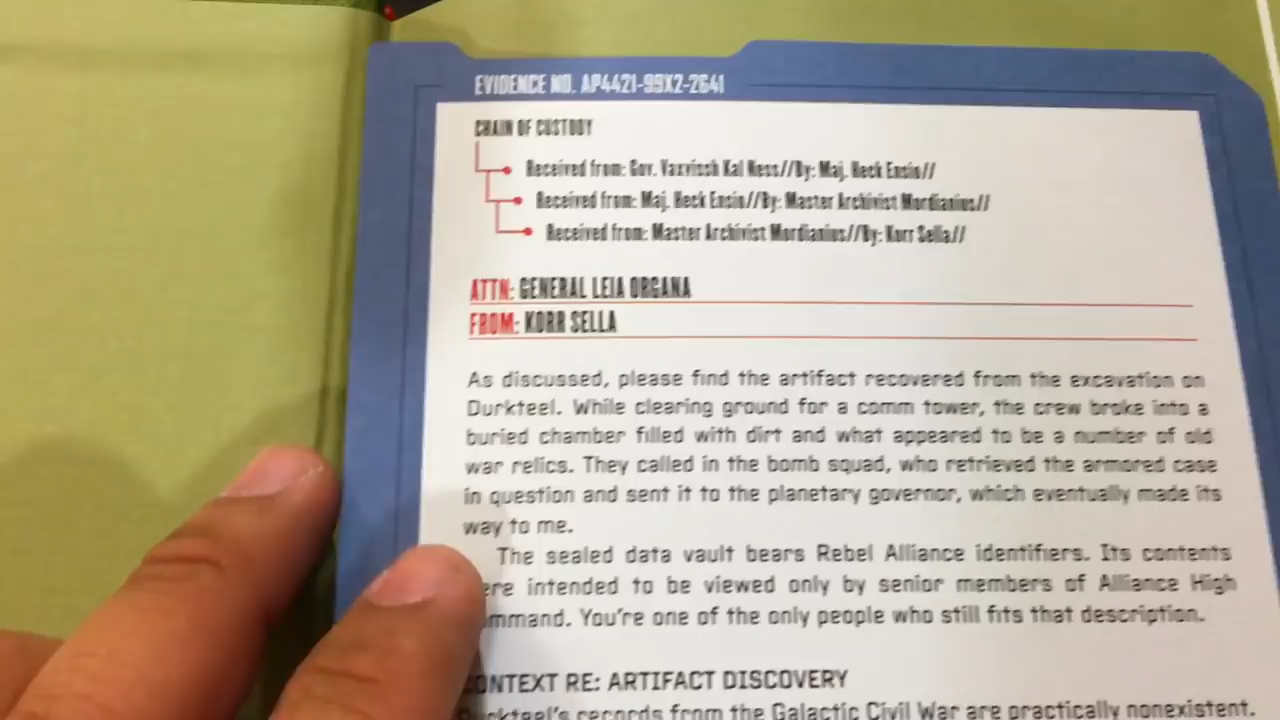 EVIDENCE NO. AP4421-99X2-2641
CHAIN OF CUSTODY
Received from: Gov. Vazvissh Kal Ness//By: Maj. Heck Ensin//
Received from: Maj. Heck Ensin//By: Master Archivist Mordianius//
Received from: Master Archivist Mordianius//By: Korr Sella//
ATTN: GENERAL LEIA ORGANA
FROM: KORR SELLA
As discussed, please find the artifact recovered from the excavation on
Durkteel. While clearing ground for a comm tower, the crew broke into a
buried chamber filled with dirt and what appeared to be a number of old
war relics. They called in the bomb squad, who retrieved the armored case
in question and sent it to the planetary governor, which eventually made its
way to me.
The sealed data vault bears Rebel Alliance identifiers. Its contents
ere intended to be viewed only by senior members of Alliance High
mmand. You're one of the only people who still fits that description.
ONTEXT RE: ARTIFACT DISCOVERY
Durkteel's records from the Galactic Civil War are practically nonexistent.